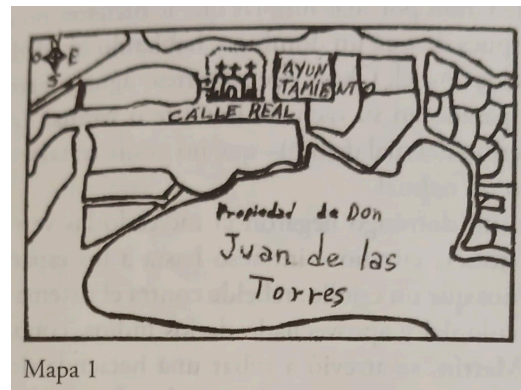 N
O E
S
AYUN
TAMIENTO
CALLE REAL
Propiedad de Don
Juan de las
Torres
Mapa 1